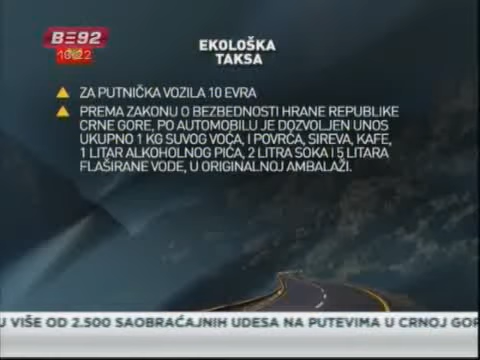 B92
10:22
EKOLOŠKA
TAKSA
ZA PUTNIČKA VOZILA 10 EVRA
PREMA ZAKONU O BEZBEDNOSTI HRANE REPUBLIKE
CRNE GORE, PO AUTOMOBILU JE DOZVOLJEN UNOS
UKUPNO 1 KG SUVOG VOĆA, I POVRĆA, SIREVA, KAFE,
1 LITAR ALKOHOLNOG PIĆA, 2 LITRA SOKA I 5 LITARA
FLAŠIRANE VODE, U ORIGINALNOJ AMBALAŽI.
U VIŠE OD 2.500 SAOBRAĆAJNIH UDESA NA PUTEVIMA U CRNOJ GOR